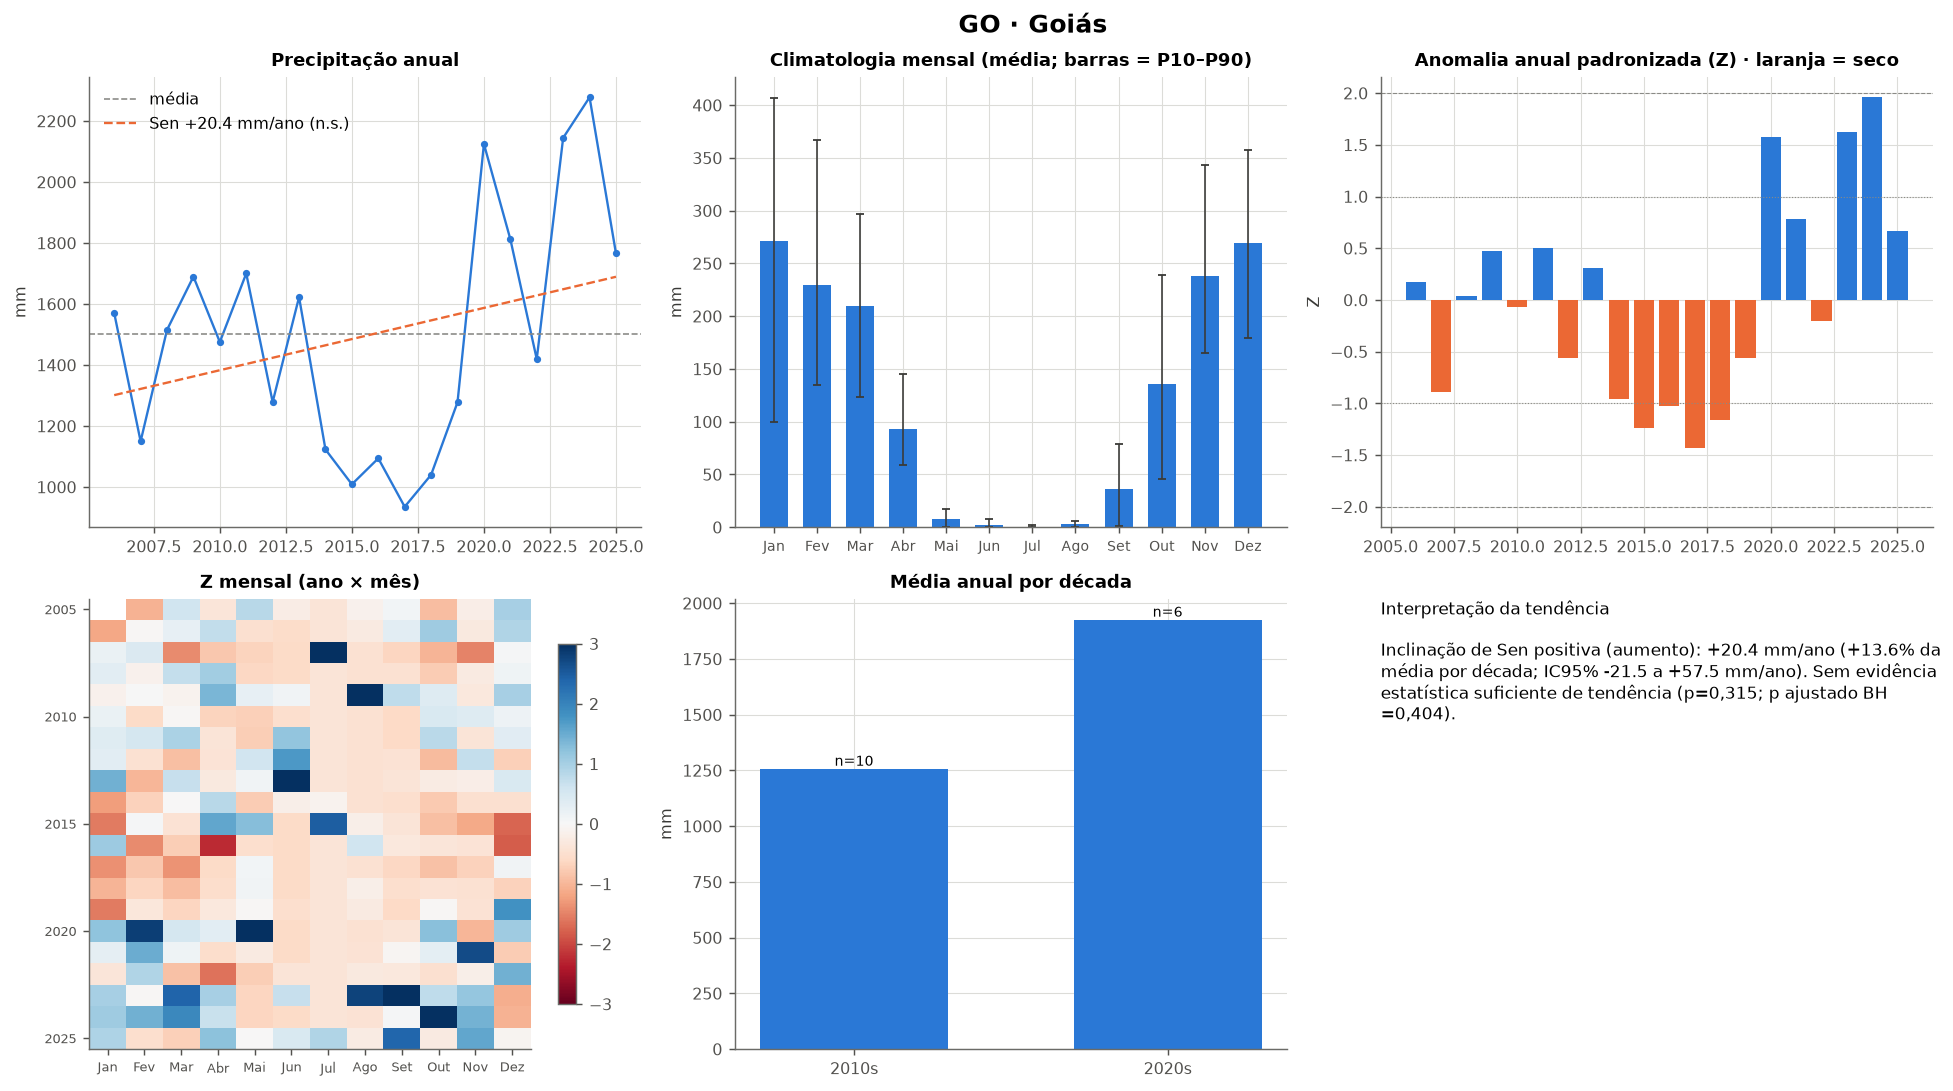 GO · Goiás
Precipitação anual
média
Sen +20.4 mm/ano (n.s.)
mm
2200
2000
1800
1600
1400
1200
1000
2007.5 2010.0 2012.5 2015.0 2017.5 2020.0 2022.5 2025.0
Climatologia mensal (média; barras = P10–P90)
mm
400
350
300
250
200
150
100
50
0
Jan Fev Mar Abr Mai Jun Jul Ago Set Out Nov Dez
Anomalia anual padronizada (Z) · laranja = seco
Z
2.0
1.5
1.0
0.5
0.0
−0.5
−1.0
−1.5
−2.0
2005.0 2007.5 2010.0 2012.5 2015.0 2017.5 2020.0 2022.5 2025.0
Z mensal (ano × mês)
2005
2010
2015
2020
2025
Jan Fev Mar Abr Mai Jun Jul Ago Set Out Nov Dez
3
2
1
0
−1
−2
−3
Média anual por década
mm
2000
1750
1500
1250
1000
750
500
250
0
n=10
n=6
2010s 2020s
Interpretação da tendência
Inclinação de Sen positiva (aumento): +20.4 mm/ano (+13.6% da
média por década; IC95% -21.5 a +57.5 mm/ano). Sem evidência
estatística suficiente de tendência (p=0,315; p ajustado BH
=0,404).